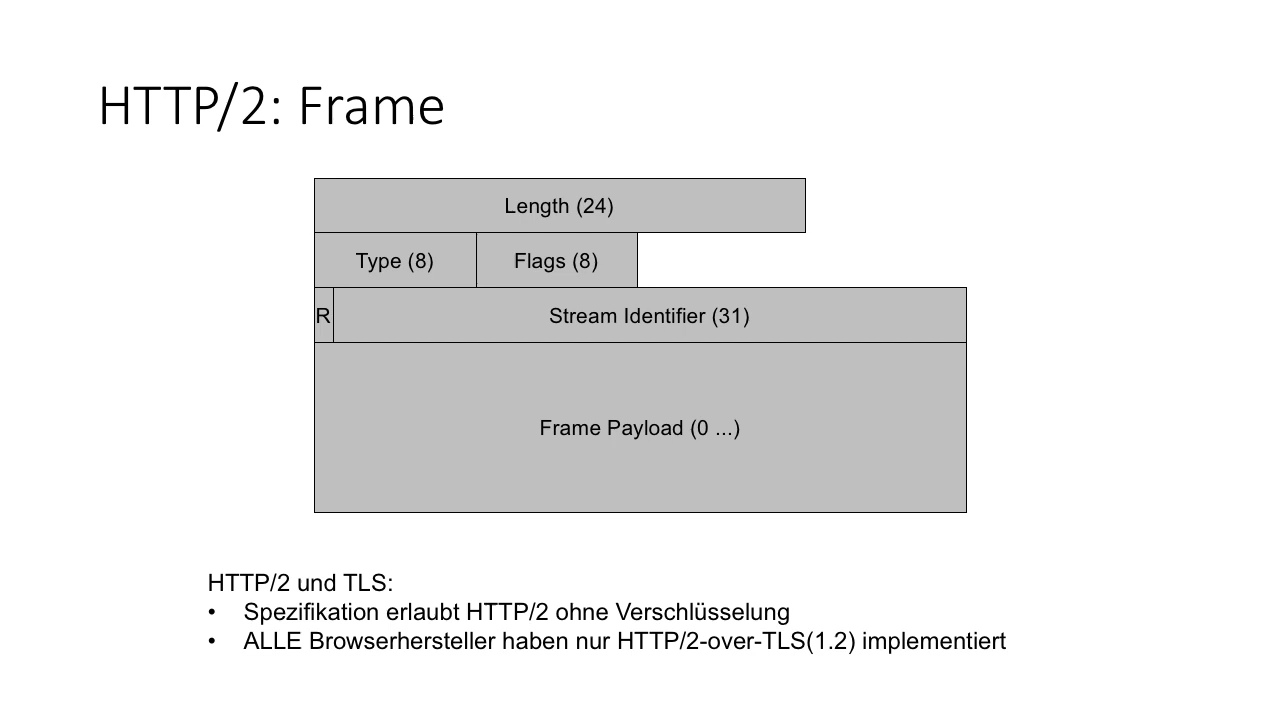 HTTP/2: Frame
Length (24)
Type (8) Flags (8)
R Stream Identifier (31)
Frame Payload (0 ...)
HTTP/2 und TLS:
• Spezifikation erlaubt HTTP/2 ohne Verschlüsselung
• ALLE Browserhersteller haben nur HTTP/2-over-TLS(1.2) implementiert